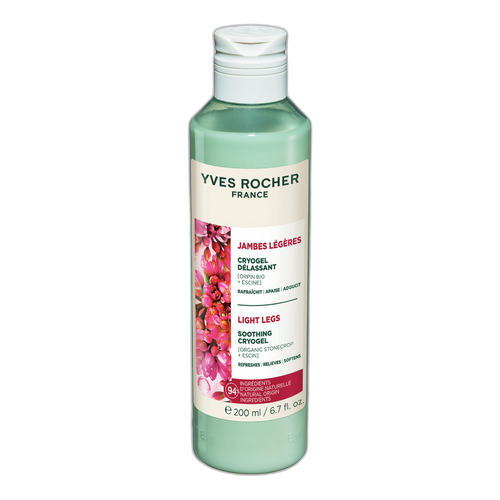 YVES ROCHER
FRANCE
JAMBES LÉGÈRES
CRYOGEL
DÉLASSANT
[ORPIN BIO
+ ESCINE]
RAFRAÎCHIT | APAISE | ADOUCIT
LIGHT LEGS
SOOTHING
CRYOGEL
[ORGANIC STONECROP
+ ESCIN]
REFRESHES | RELIEVES | SOFTENS
94
INGRÉDIENTS
D'ORIGINE NATURELLE
NATURAL ORIGIN
INGREDIENTS
e 200 ml / 6.7 fl. oz.